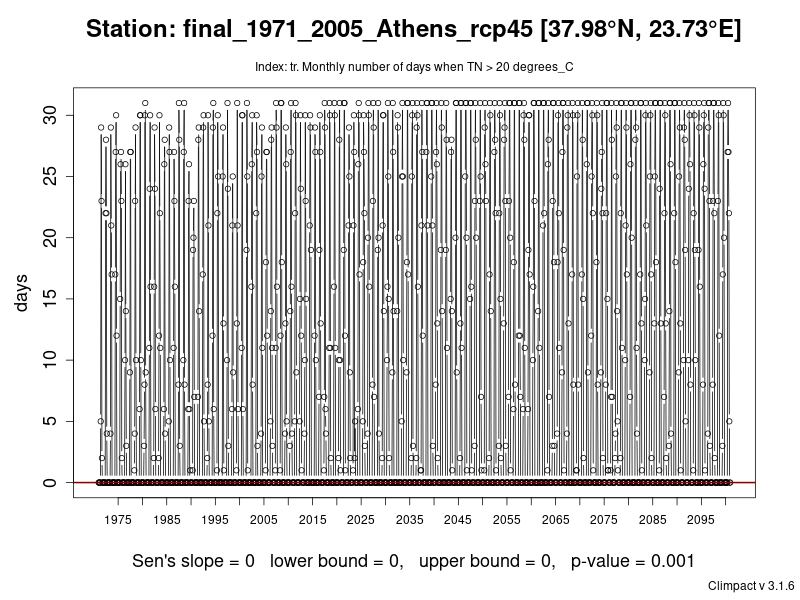 Station: final_1971_2005_Athens_rcp45 [37.98°N, 23.73°E]
Index: tr. Monthly number of days when TN > 20 degrees_C
30
25
20
15
10
5
0
days
1975 1985 1995 2005 2015 2025 2035 2045 2055 2065 2075 2085 2095
Sen's slope = 0 lower bound = 0, upper bound = 0, p-value = 0.001
Climpact v 3.1.6